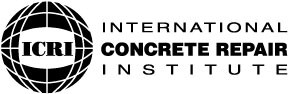 ICRI
INTERNATIONAL
CONCRETE REPAIR
INSTITUTE